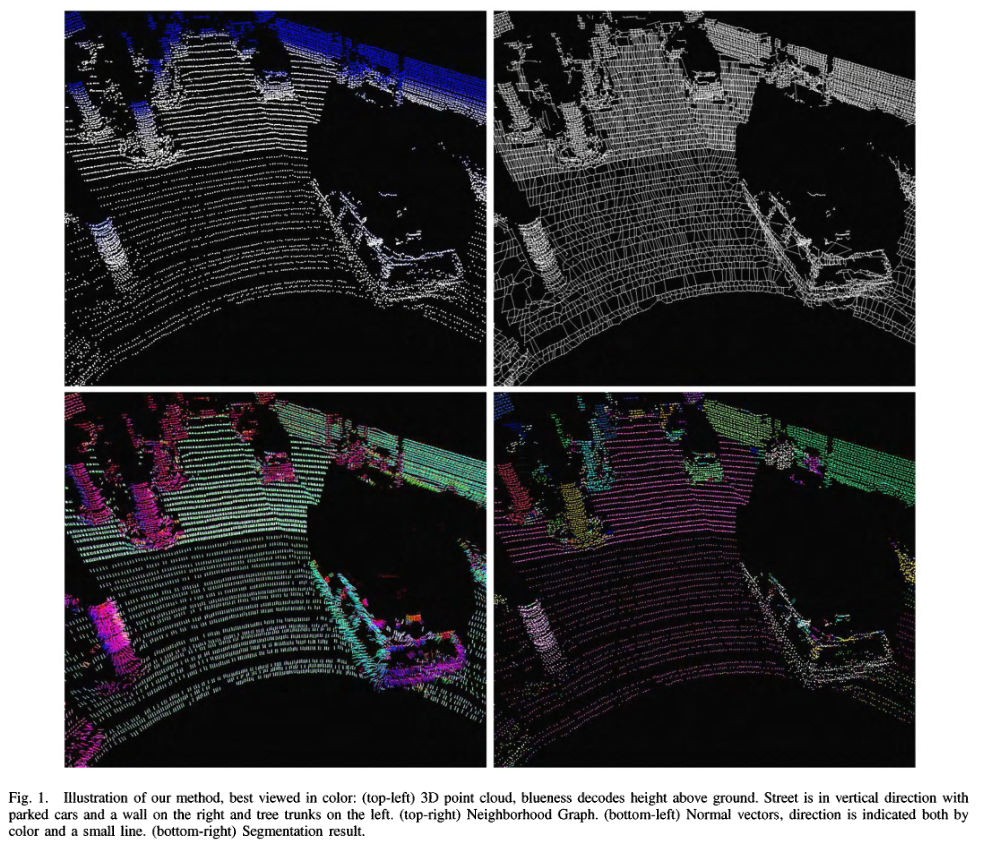 Fig. 1. Illustration of our method, best viewed in color: (top-left) 3D point cloud, blueness decodes height above ground. Street is in vertical direction with
parked cars and a wall on the right and tree trunks on the left. (top-right) Neighborhood Graph. (bottom-left) Normal vectors, direction is indicated both by
color and a small line. (bottom-right) Segmentation result.